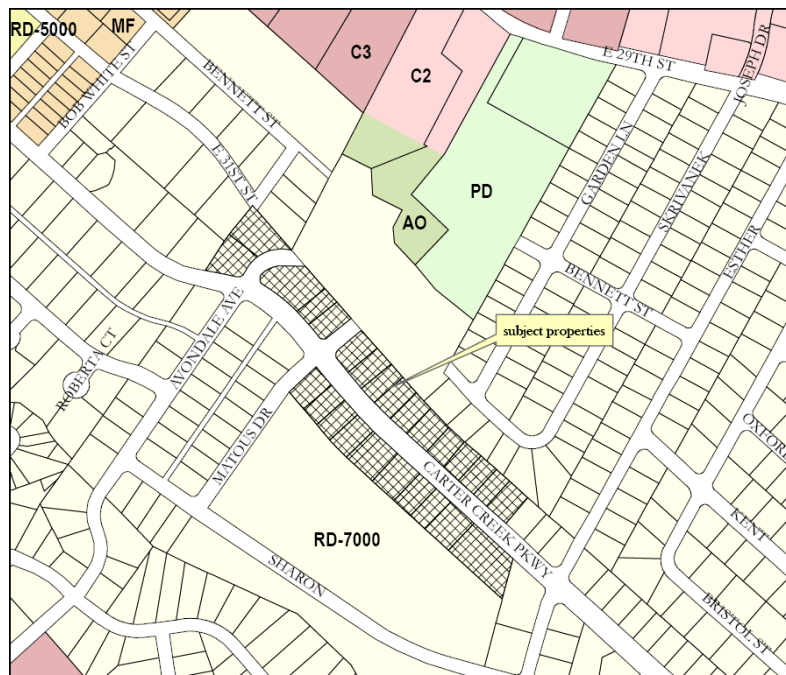 RD-5000
MF
BOB WHITE ST
BENNETT ST
E 31ST ST
C3
C2
E 29TH ST
JOSEPH DR
GARDEN LN
SKRIVANEK
ESTHER
PD
AO
BENNETT ST
subject properties
AVONDALE AVE
ROBERTA CT
MATOUS DR
CARTER CREEK PKWY
RD-7000
SHARON
OXFORD
KENT
BRISTOL ST